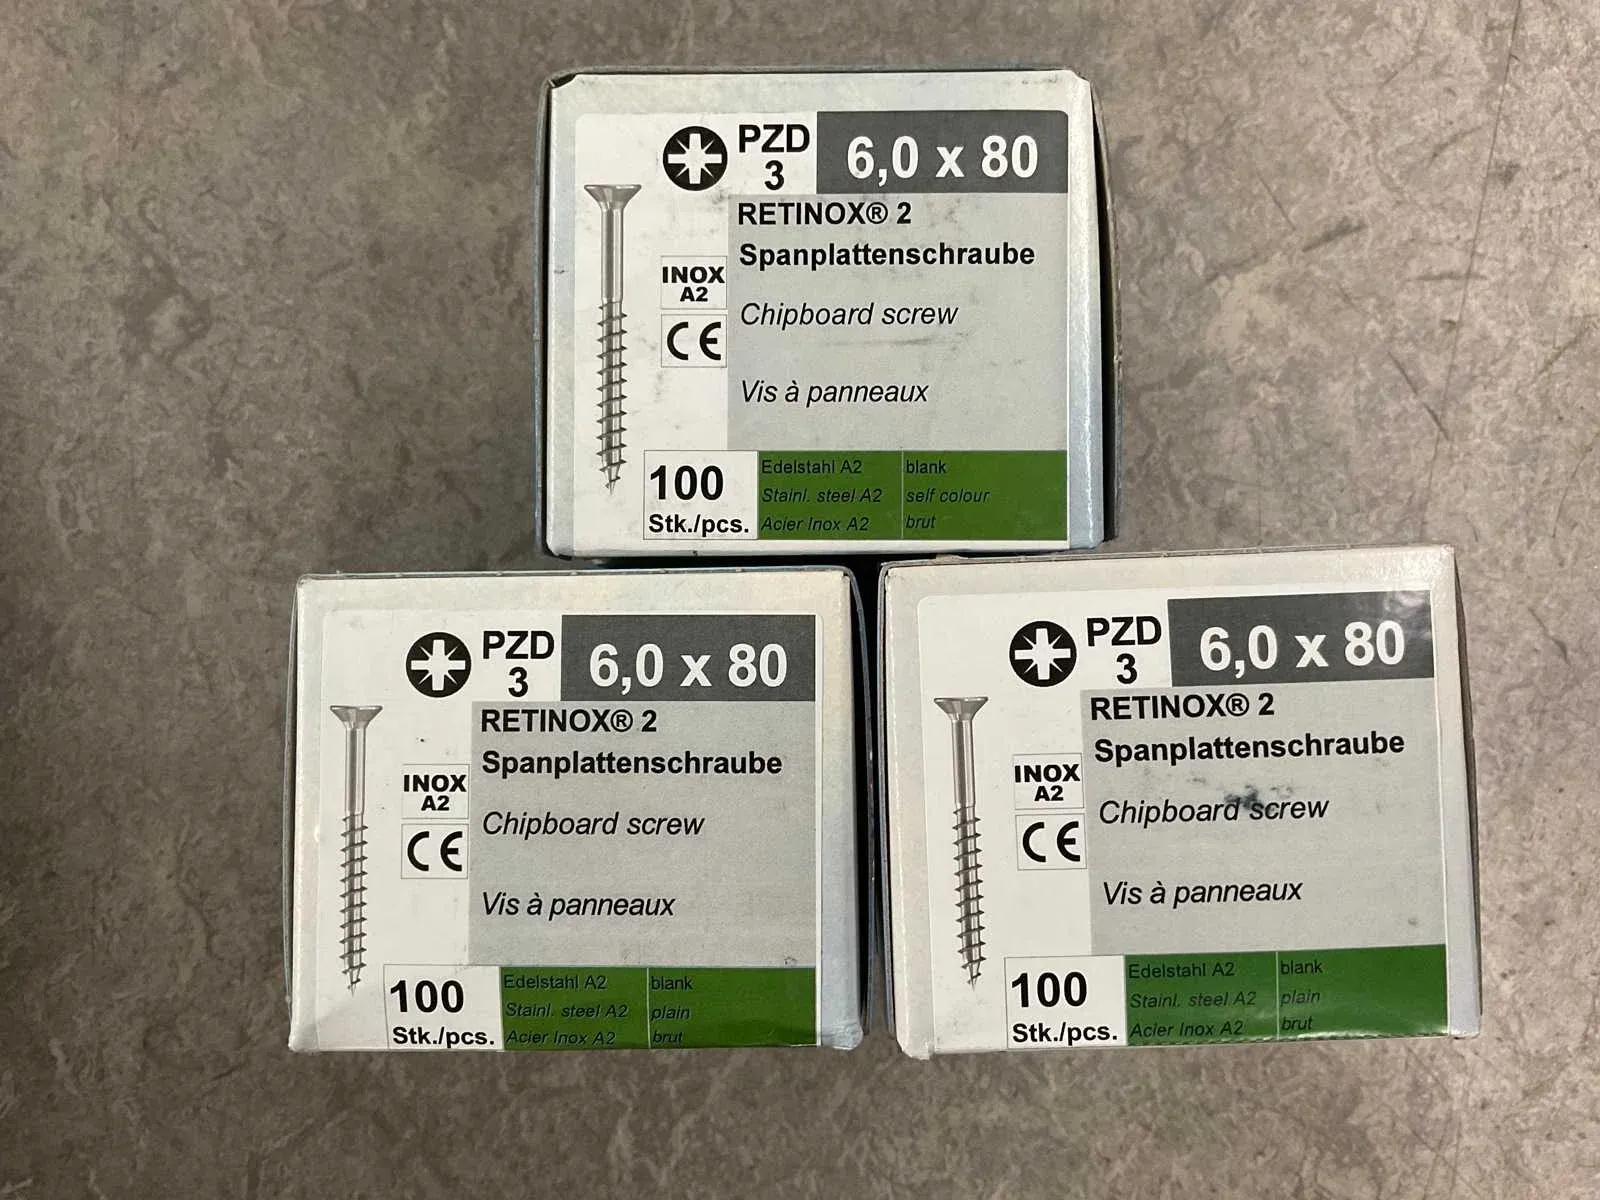 PZD
3
6,0 x 80
RETINOX® 2
Spanplattenschraube
INOX
A2
Chipboard screw
CE
Vis à panneaux
100
Stk./pcs.
Edelstahl A2
blank
Stainl. steel A2
self colour
Acier Inox A2
brut
PZD
3
6,0 x 80
RETINOX® 2
Spanplattenschraube
INOX
A2
Chipboard screw
CE
Vis à panneaux
100
Stk./pcs.
Edelstahl A2
blank
Stainl. steel A2
plain
Acier Inox A2
brut
PZD
3
6,0 x 80
RETINOX® 2
Spanplattenschraube
INOX
A2
Chipboard screw
CE
Vis à panneaux
100
Stk./pcs.
Edelstahl A2
blank
Stainl. steel A2
plain
Acier Inox A2
brut